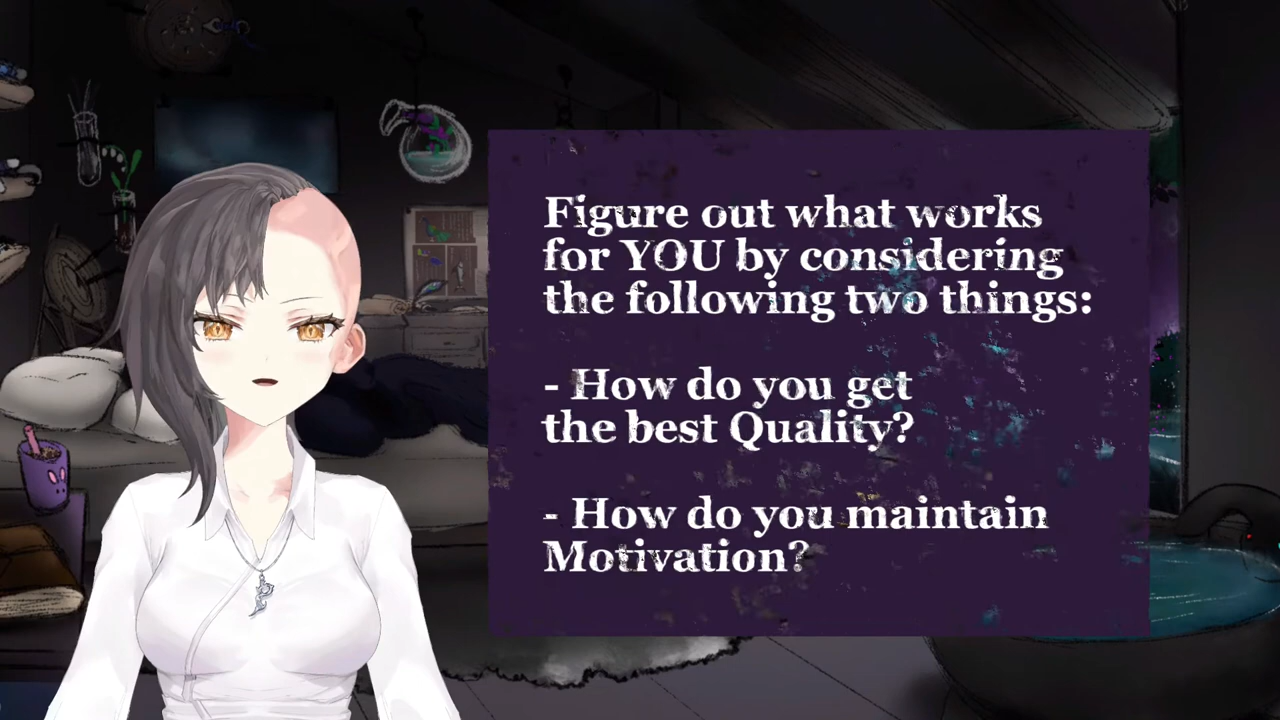 Figure out what works
for YOU by considering
the following two things:
- How do you get
the best Quality?
- How do you maintain
Motivation?